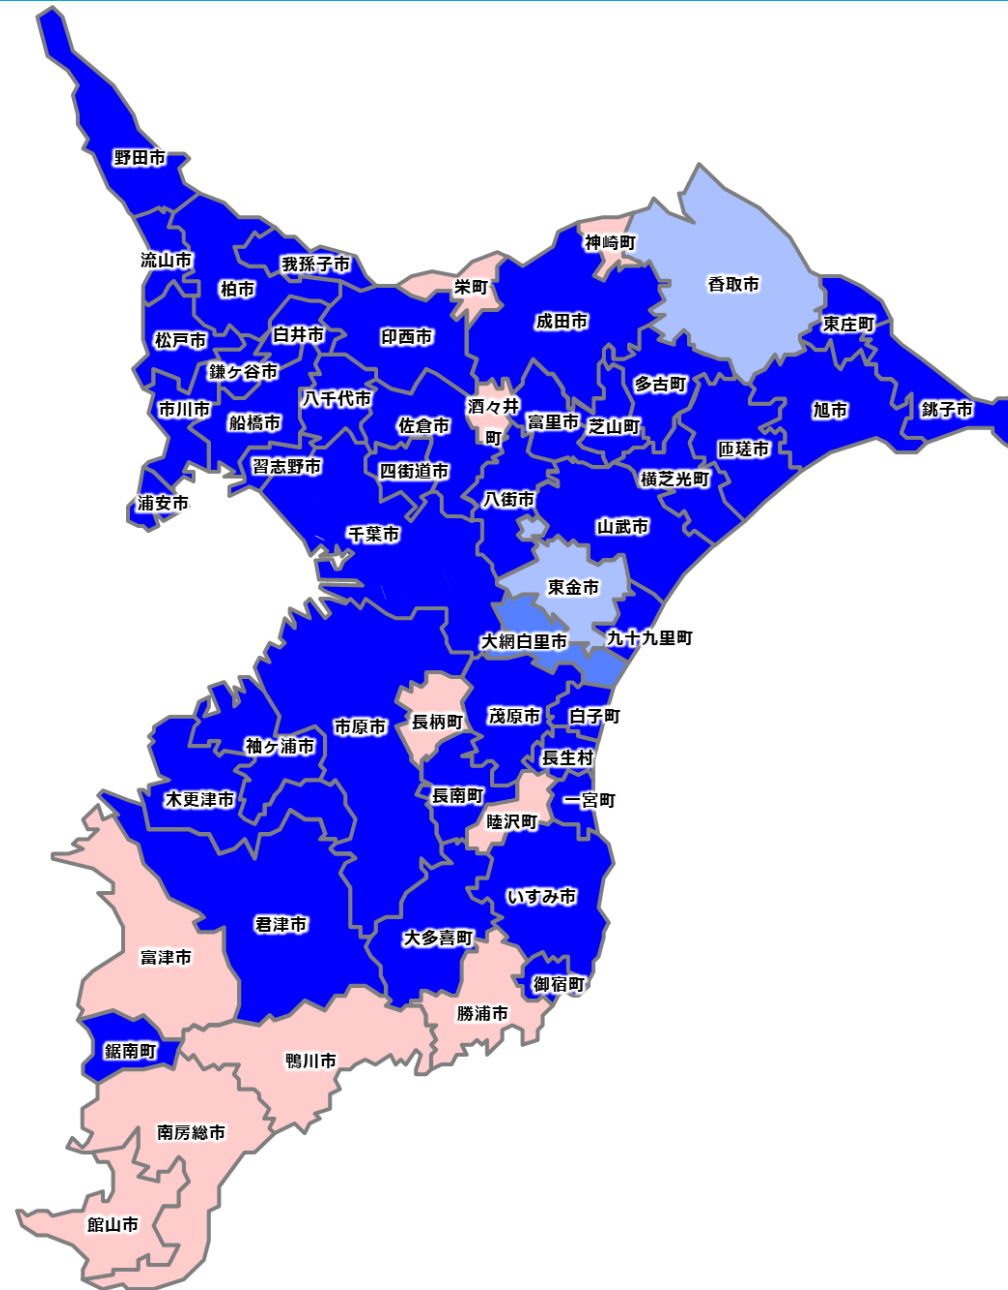 野田市
流山市
我孫子市
柏市
神崎町
香取市
栄町
成田市
東庄町
松戸市
白井市
印西市
鎌ヶ谷市
多古町
市川市
八千代市
船橋市
酒々井
町
佐倉市
富里市
芝山町
旭市
銚子市
匝瑳市
習志野市
四街道市
横芝光町
浦安市
八街市
千葉市
山武市
東金市
大網白里市
九十九里町
市原市
長柄町
茂原市
白子町
袖ヶ浦市
長生村
木更津市
長南町
一宮町
陸沢町
いすみ市
君津市
大多喜町
富津市
御宿町
勝浦市
鋸南町
鴨川市
南房総市
館山市